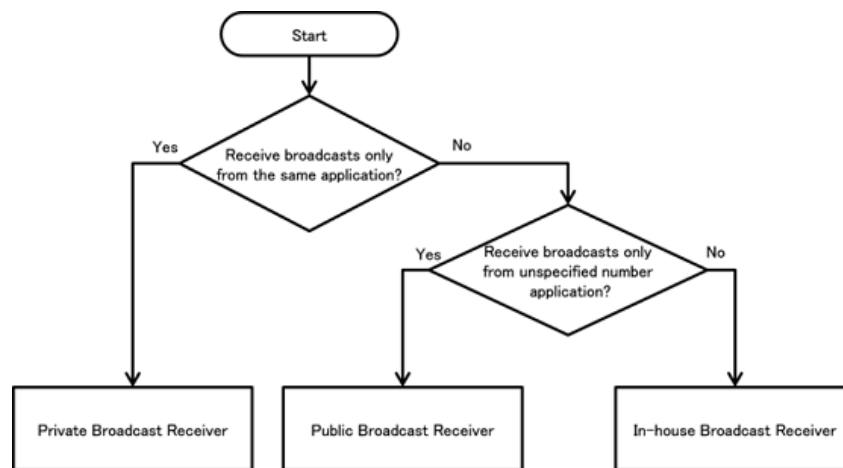 Start
Yes
Receive broadcasts only
from the same application?
No
Yes
Receive broadcasts only
from unspecified number
application?
No
Private Broadcast Receiver
Public Broadcast Receiver
In-house Broadcast Receiver